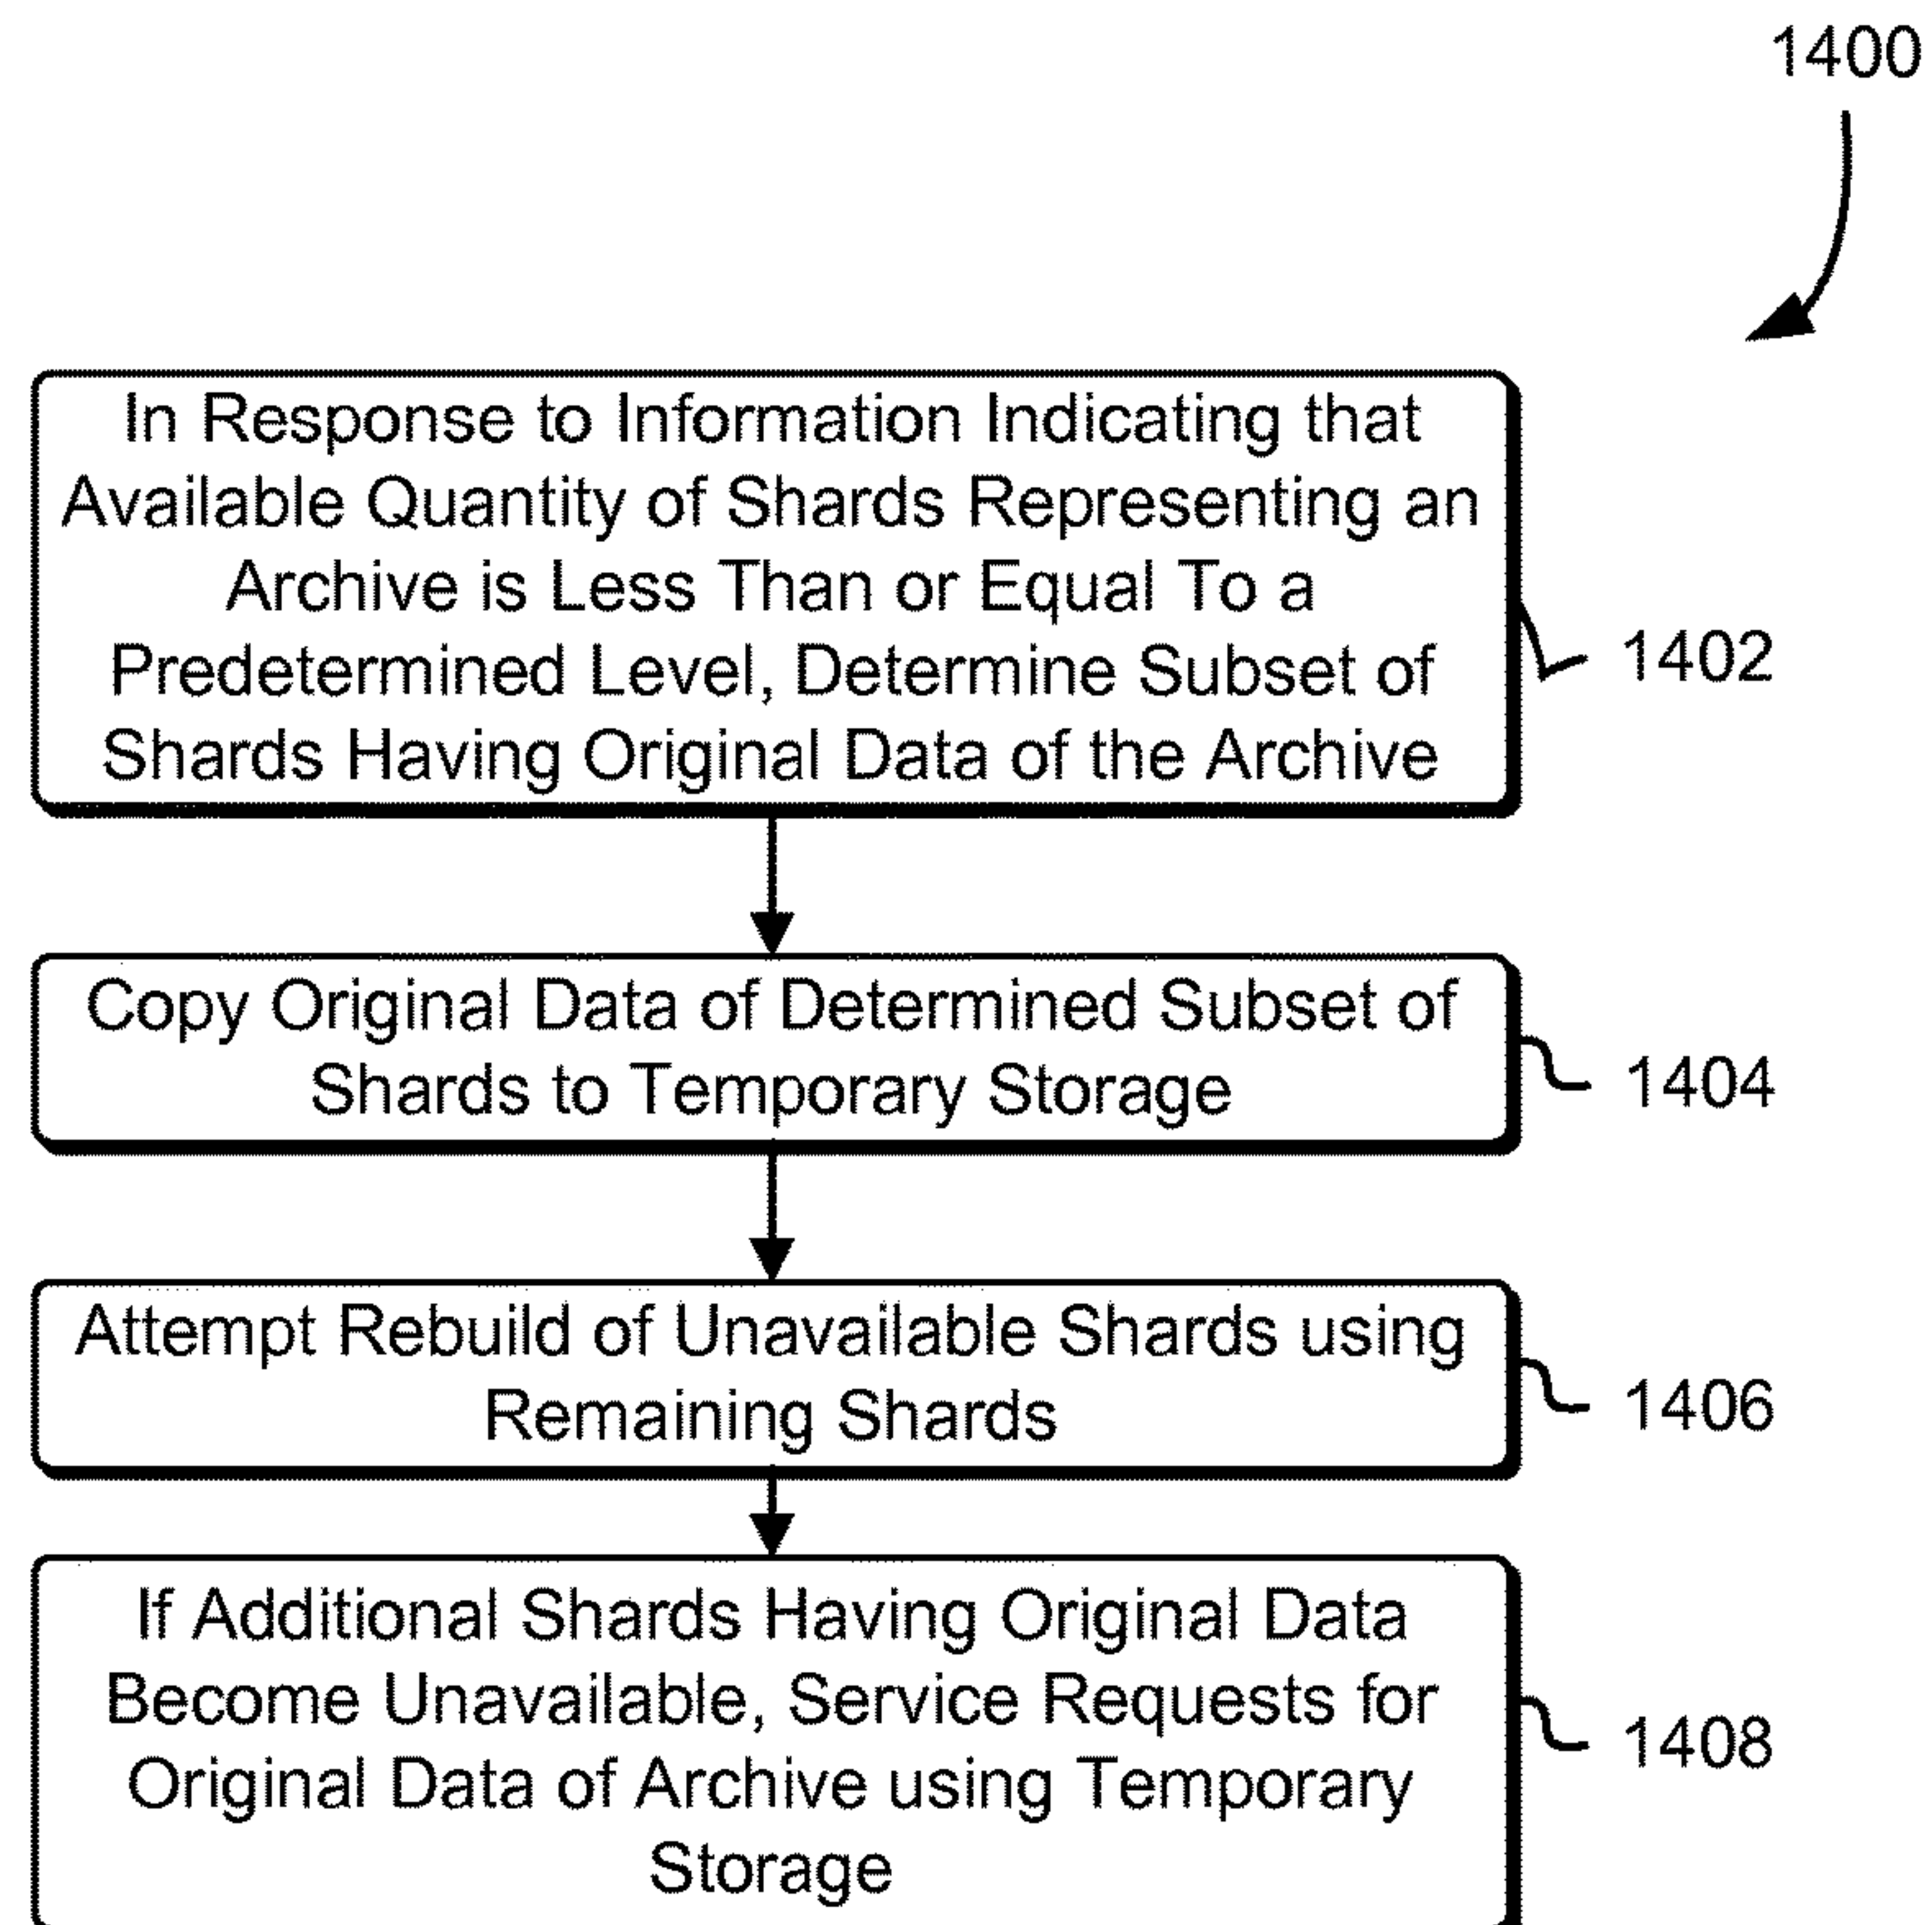 1400
In Response to Information Indicating that
Available Quantity of Shards Representing an
Archive is Less Than or Equal To a
Predetermined Level, Determine Subset of
Shards Having Original Data of the Archive
1402
Copy Original Data of Determined Subset of
Shards to Temporary Storage
1404
Attempt Rebuild of Unavailable Shards using
Remaining Shards
1406
If Additional Shards Having Original Data
Become Unavailable, Service Requests for
Original Data of Archive using Temporary
Storage
1408